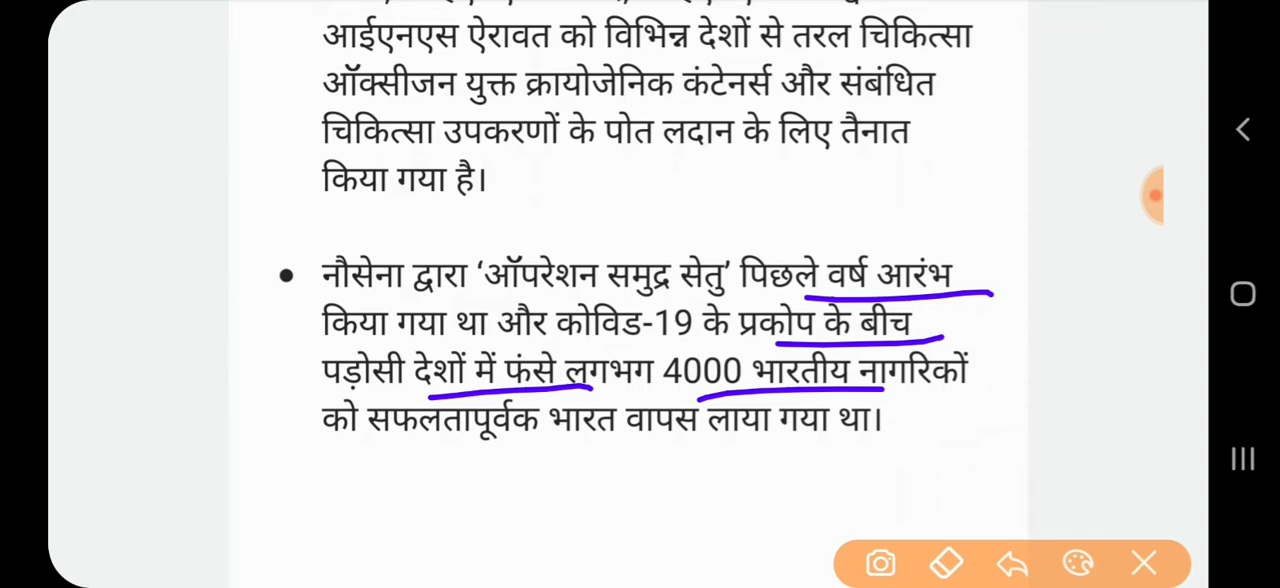 आईएनएस ऐरावत को विभिन्न देशों से तरल चिकित्सा
ऑक्सीजन युक्त क्रायोजेनिक कंटेनर्स और संबंधित
चिकित्सा उपकरणों के पोत लदान के लिए तैनात
किया गया है।
• नौसेना द्वारा ‘ऑपरेशन समुद्र सेतु’ पिछले वर्ष आरंभ
किया गया था और कोविड-19 के प्रकोप के बीच
पड़ोसी देशों में फंसे लगभग 4000 भारतीय नागरिकों
को सफलतापूर्वक भारत वापस लाया गया था।